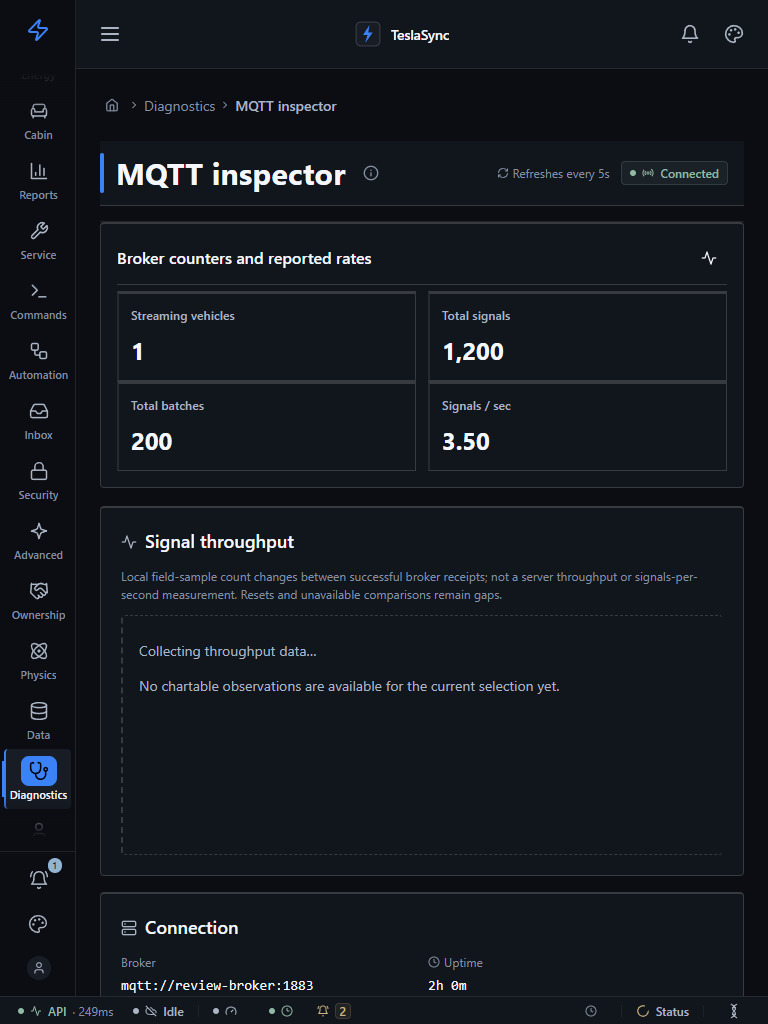 TeslaSync
Diagnostics
MQTT inspector
MQTT inspector
Refreshes every 5s
Connected
Broker counters and reported rates
Streaming vehicles
1
Total signals
1,200
Total batches
200
Signals / sec
3.50
Signal throughput
Local field-sample count changes between successful broker receipts; not a server throughput or signals-per-
second measurement. Resets and unavailable comparisons remain gaps.
Collecting throughput data...
No chartable observations are available for the current selection yet.
Connection
Broker
mqtt://review-broker:1883
Uptime
2h 0m
Cabin
Reports
Service
Commands
Automation
Inbox
Security
Advanced
Ownership
Physics
Data
Diagnostics
1
API · 249ms
Idle
2
Status